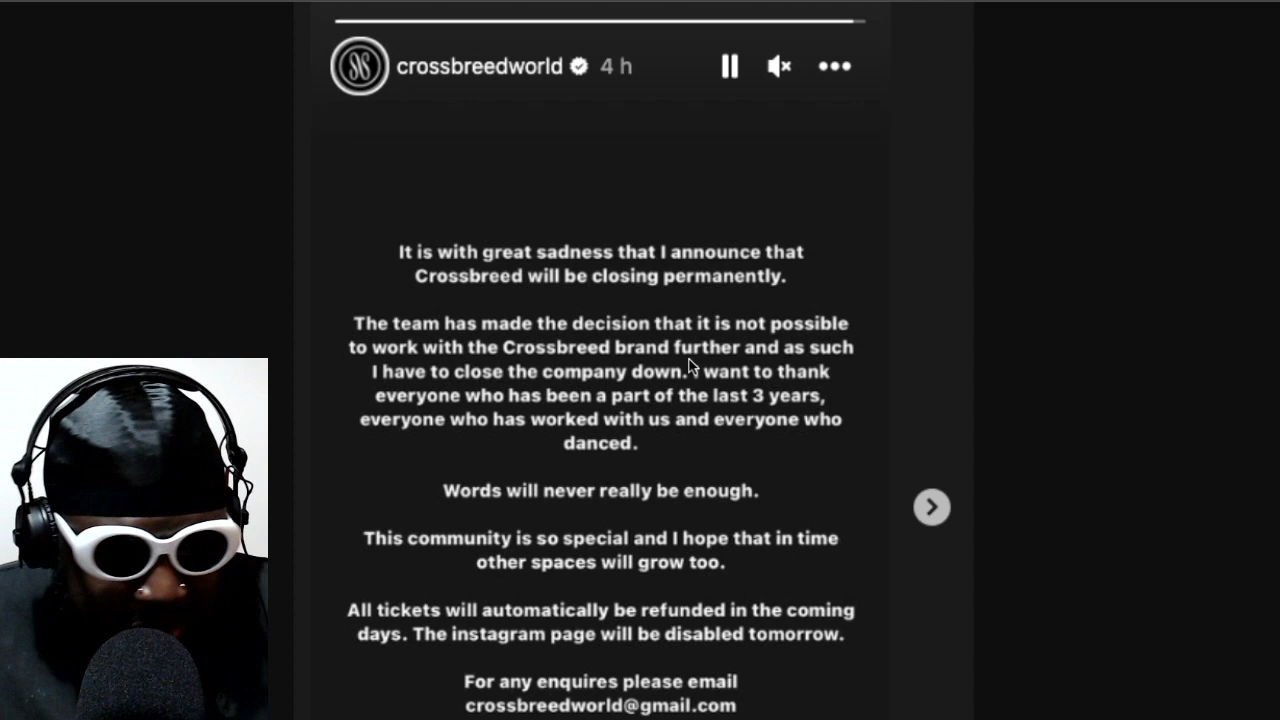 crossbreedworld 4 h
It is with great sadness that I announce that
Crossbreed will be closing permanently.
The team has made the decision that it is not possible
to work with the Crossbreed brand further and as such
I have to close the company down. I want to thank
everyone who has been a part of the last 3 years,
everyone who has worked with us and everyone who
danced.
Words will never really be enough.
This community is so special and I hope that in time
other spaces will grow too.
All tickets will automatically be refunded in the coming
days. The instagram page will be disabled tomorrow.
For any enquires please email
crossbreedworld@gmail.com